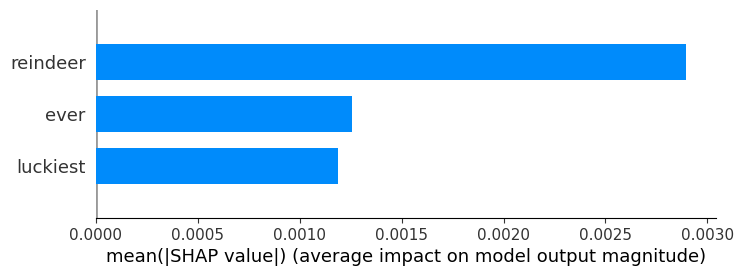 reindeer
ever
luckiest
0.0000 0.0005 0.0010 0.0015 0.0020 0.0025 0.0030
mean(|SHAP value|) (average impact on model output magnitude)